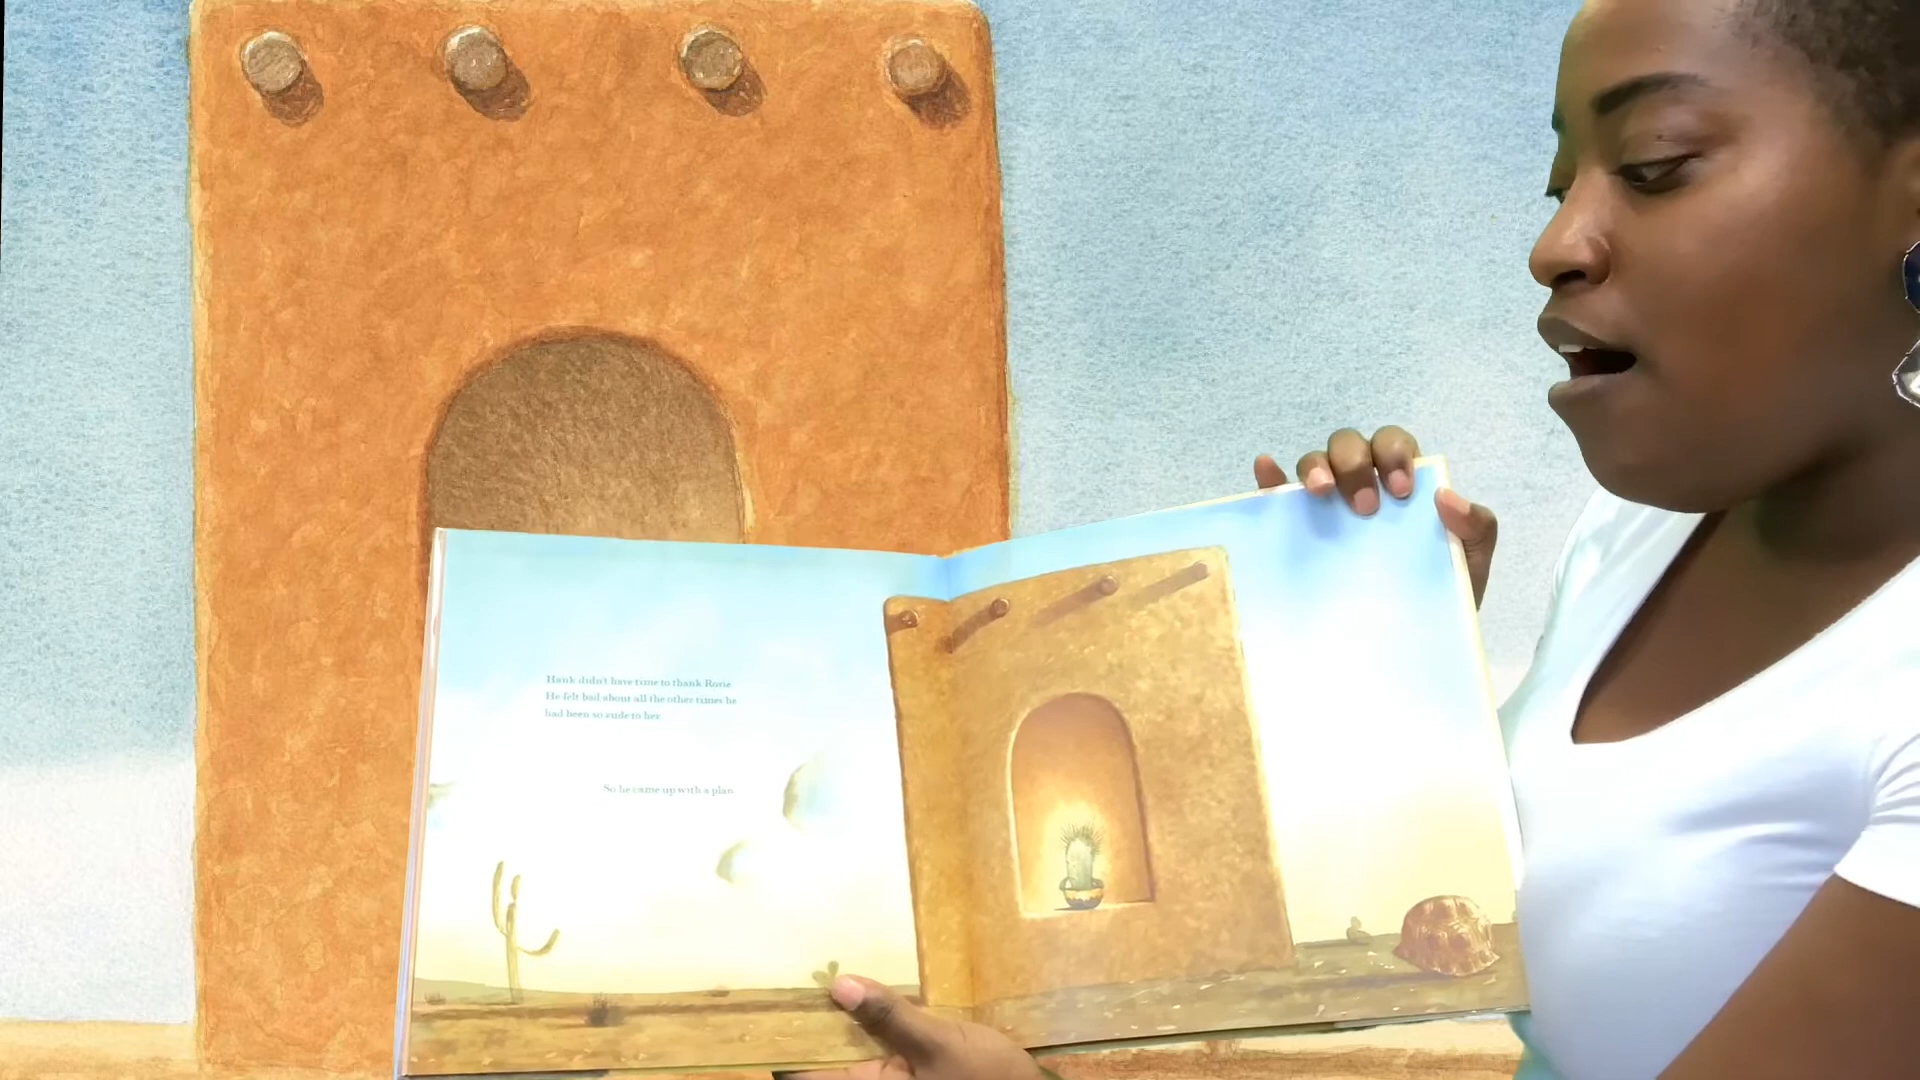 Hank didn't have time to thank Rosie
He felt bad about all the other times he
had been so rude to her.
So he came up with a plan